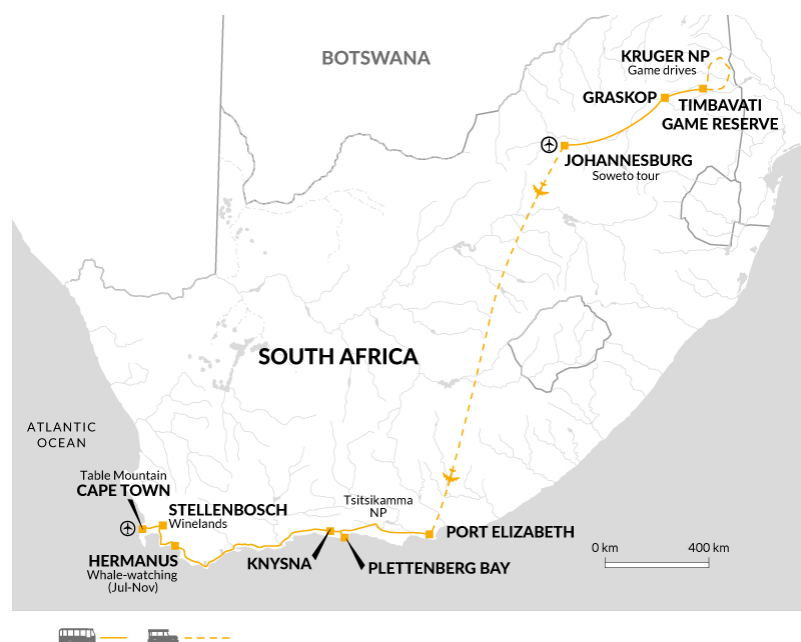 BOTSWANA
KRUGER NP
Game drives
GRASKOP
TIMBAVATI
GAME RESERVE
JOHANNESBURG
Soweto tour
SOUTH AFRICA
ATLANTIC
OCEAN
Table Mountain
CAPE TOWN
STELLENBOSCH
Winelands
Tsitsikamma
NP
PORT ELIZABETH
HERMANUS
Whale-watching
(Jul-Nov)
KNYSNA
PLETTENBERG BAY
0 km
400 km